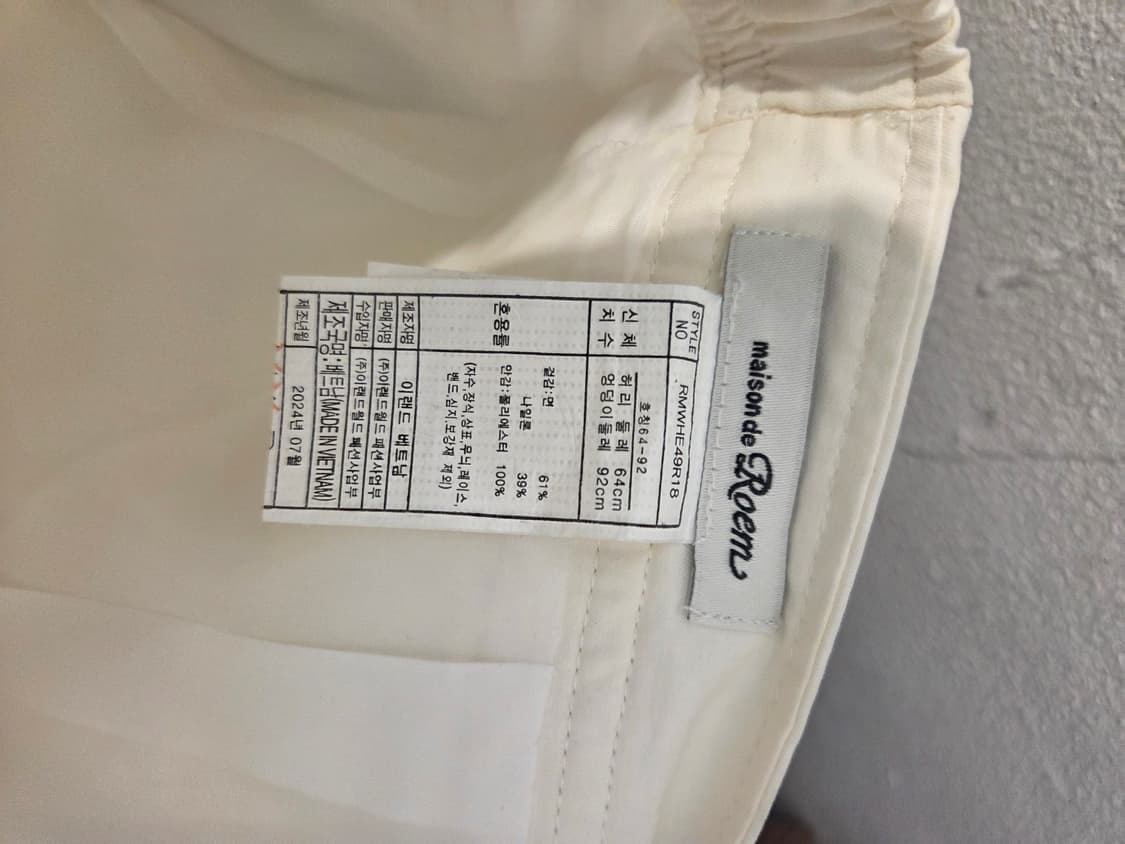 maison de Roem
STYLE NO RMWHE49R18
호칭64-92
신체 허리 둘레 64cm
치수 엉덩이둘레 92cm
혼용률
겉감:면 61%
나일론 39%
안감:폴리에스터 100%
(자수,장식,상표,무늬,레이스,
밴드,심지,보강재 제외)
제조자명 이랜드 베트남
판매자명 (주)이랜드월드 패션사업부
수입자명 (주)이랜드월드 패션사업부
제조국명:베트남(MADE IN VIETNAM)
제조년월 2024년 07월